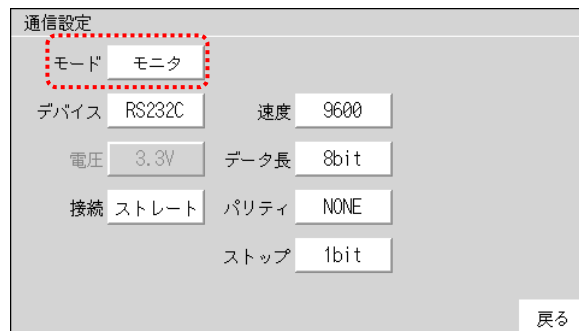 通信設定
モード モニタ
デバイス RS232C 速度 9600
電圧 3.3V データ長 8bit
接続 ストレート パリティ NONE
ストップ 1bit
戻る